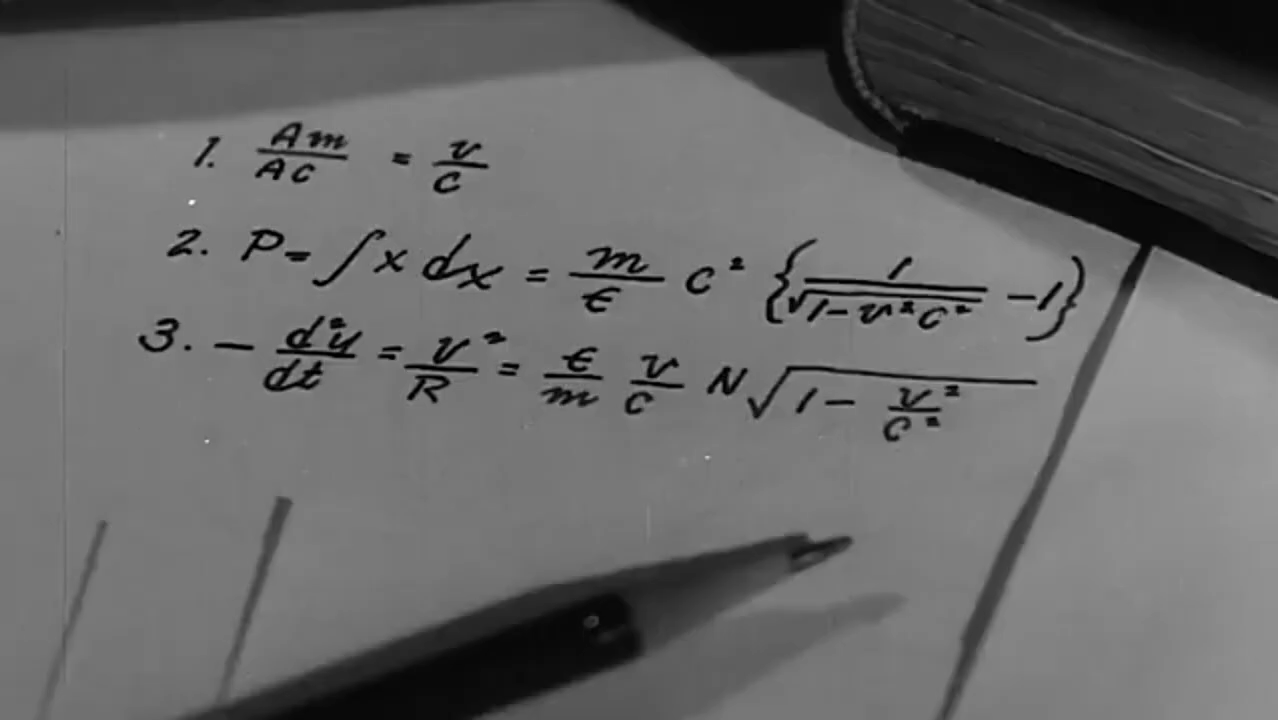 1. Am/Ac = v/c
2. P = ∫x dx = m/ϵ c² {1/√1-v²c² -1}
3. - d²y/dt = v²/R = ϵ/m v/c N√1 - v²/c²